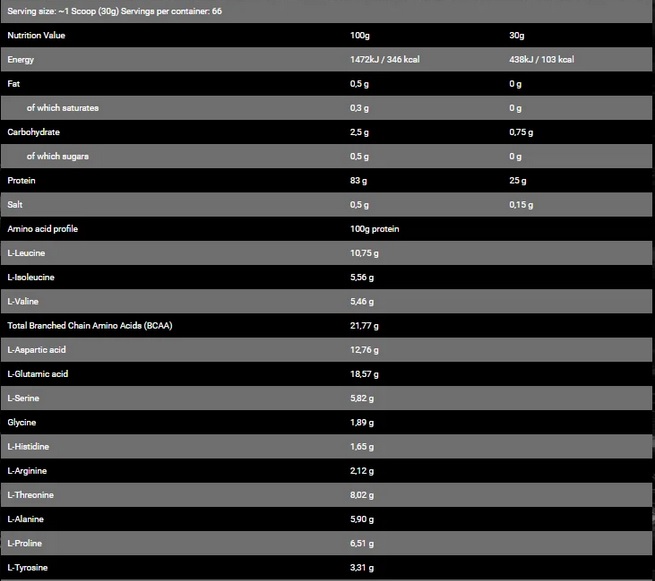 Serving size: ~1 Scoop (30g) Servings per container: 66
Nutrition Value 100g 30g
Energy 1472kJ / 346 kcal 438kJ / 103 kcal
Fat 0,5 g 0 g
of which saturates 0,3 g 0 g
Carbohydrate 2,5 g 0,75 g
of which sugars 0,5 g 0 g
Protein 83 g 25 g
Salt 0,5 g 0,15 g
Amino acid profile 100g protein
L-Leucine 10,75 g
L-Isoleucine 5,56 g
L-Valine 5,46 g
Total Branched Chain Amino Acids (BCAA) 21,77 g
L-Aspartic acid 12,76 g
L-Glutamic acid 18,57 g
L-Serine 5,82 g
Glycine 1,89 g
L-Histidine 1,65 g
L-Arginine 2,12 g
L-Threonine 8,02 g
L-Alanine 5,90 g
L-Proline 6,51 g
L-Tyrosine 3,31 g